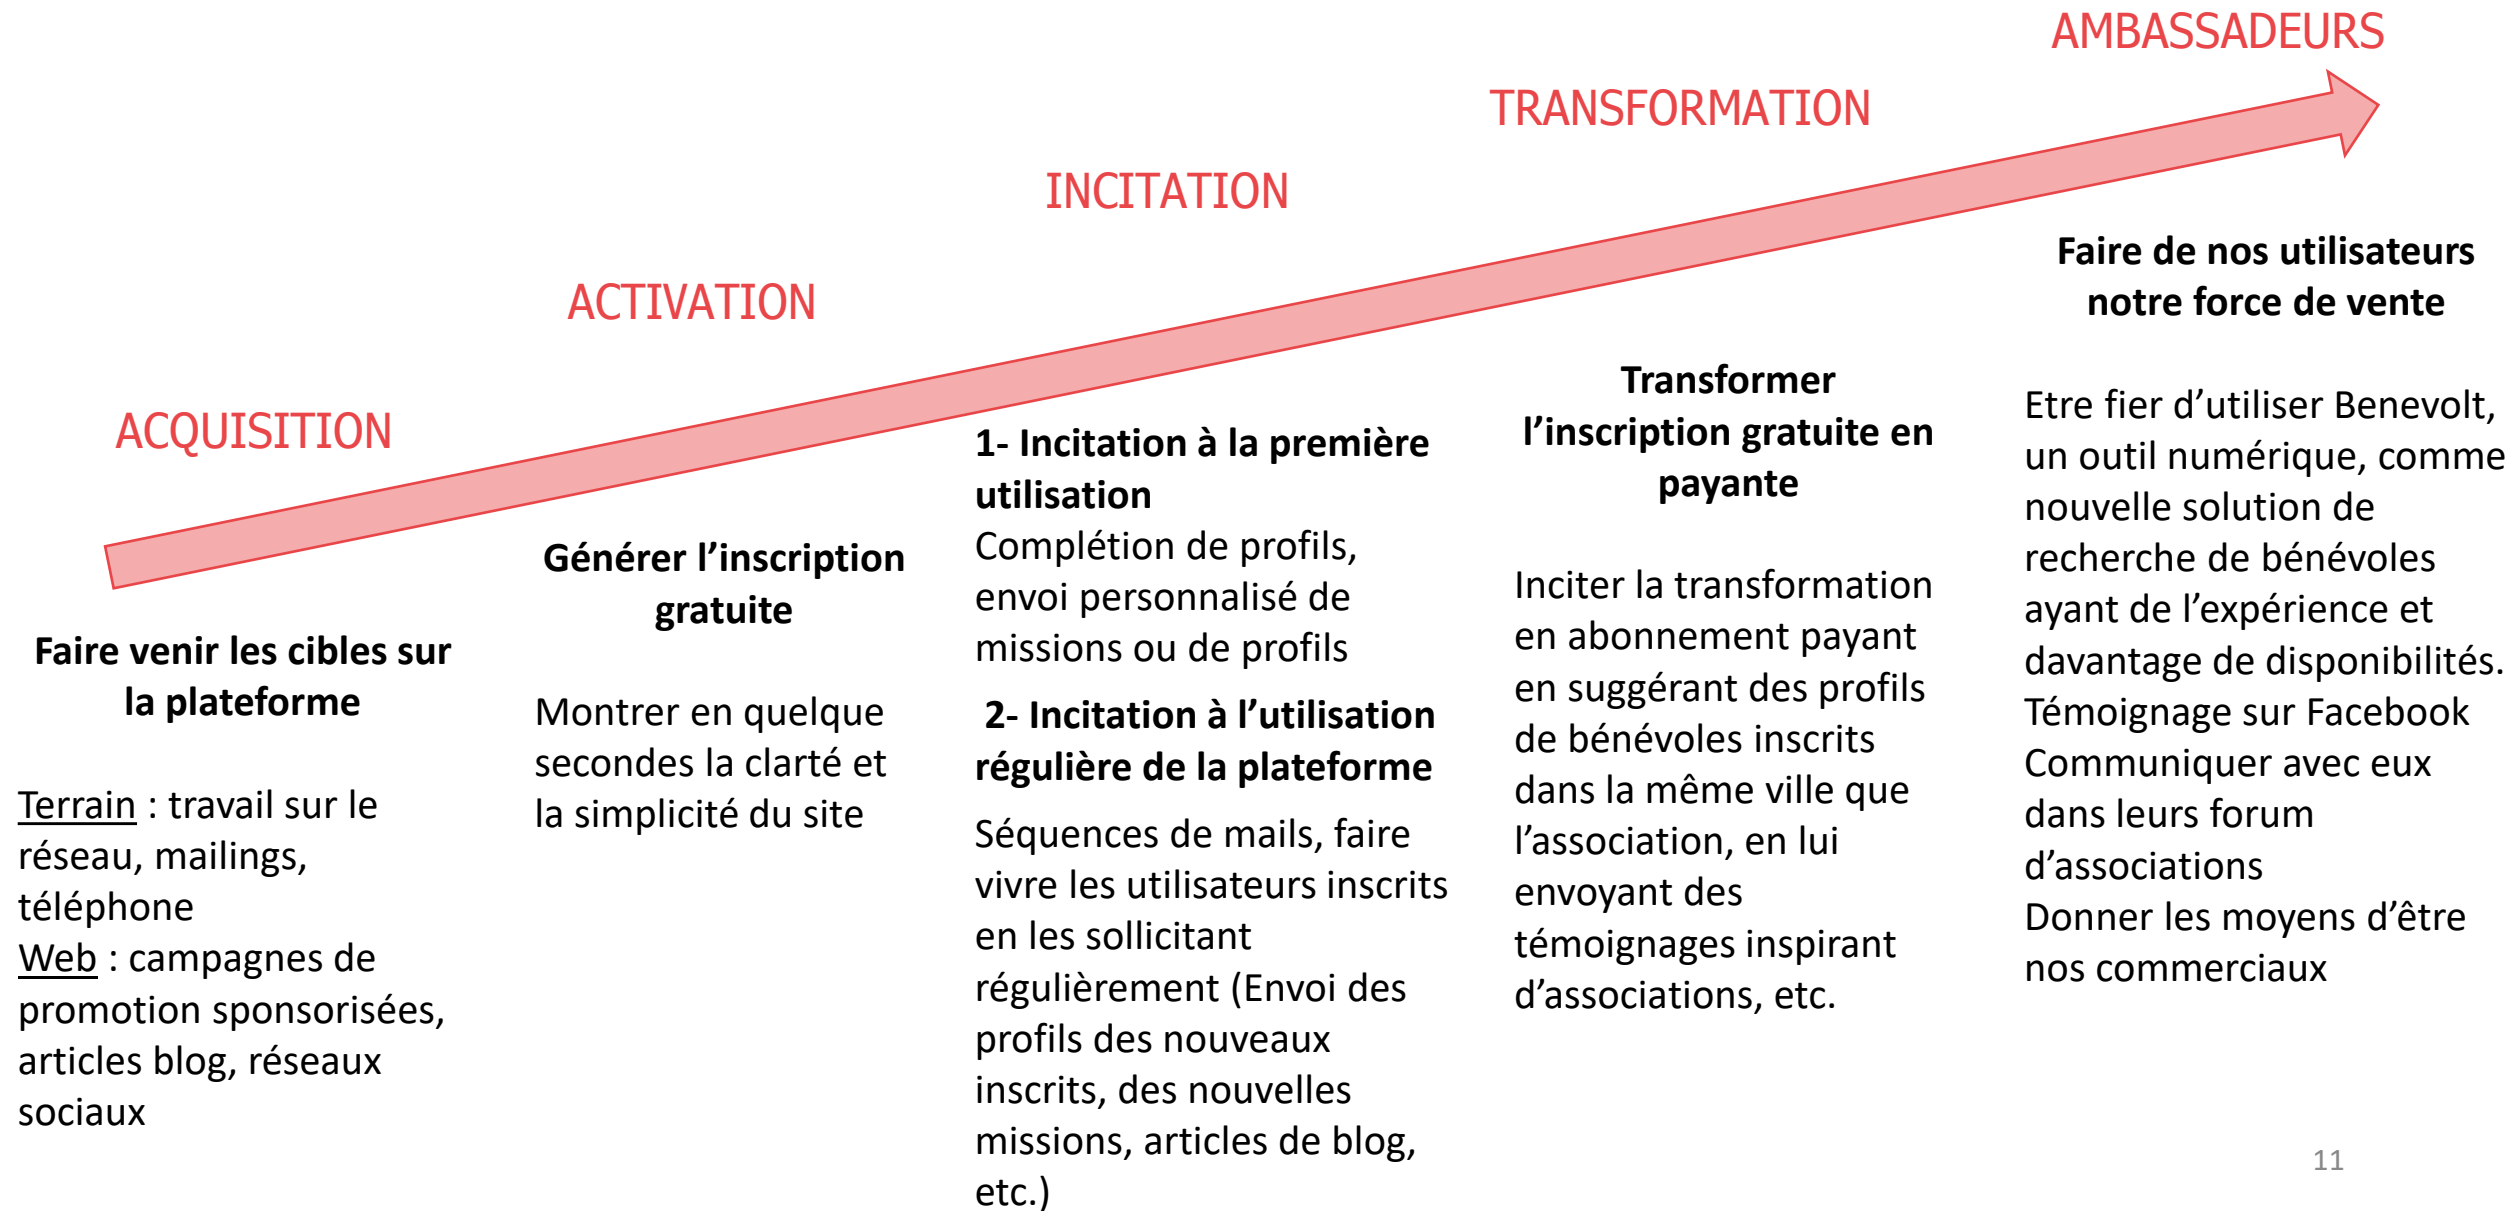 ACQUISITION
Faire venir les cibles sur
la plateforme
Terrain : travail sur le
réseau, mailings,
téléphone
Web : campagnes de
promotion sponsorisées,
articles blog, réseaux
sociaux
ACTIVATION
Générer l’inscription
gratuite
Montrer en quelque
secondes la clarté et
la simplicité du site
INCITATION
1- Incitation à la première
utilisation
Complétion de profils,
envoi personnalisé de
missions ou de profils
2- Incitation à l’utilisation
régulière de la plateforme
Séquences de mails, faire
vivre les utilisateurs inscrits
en les sollicitant
régulièrement (Envoi des
profils des nouveaux
inscrits, des nouvelles
missions, articles de blog,
etc.)
TRANSFORMATION
Transformer
l’inscription gratuite en
payante
Inciter la transformation
en abonnement payant
en suggérant des profils
de bénévoles inscrits
dans la même ville que
l’association, en lui
envoyant des
témoignages inspirant
d’associations, etc.
AMBASSADEURS
Faire de nos utilisateurs
notre force de vente
Etre fier d’utiliser Benevolt,
un outil numérique, comme
nouvelle solution de
recherche de bénévoles
ayant de l’expérience et
davantage de disponibilités.
Témoignage sur Facebook
Communiquer avec eux
dans leurs forum
d’associations
Donner les moyens d’être
nos commerciaux
11